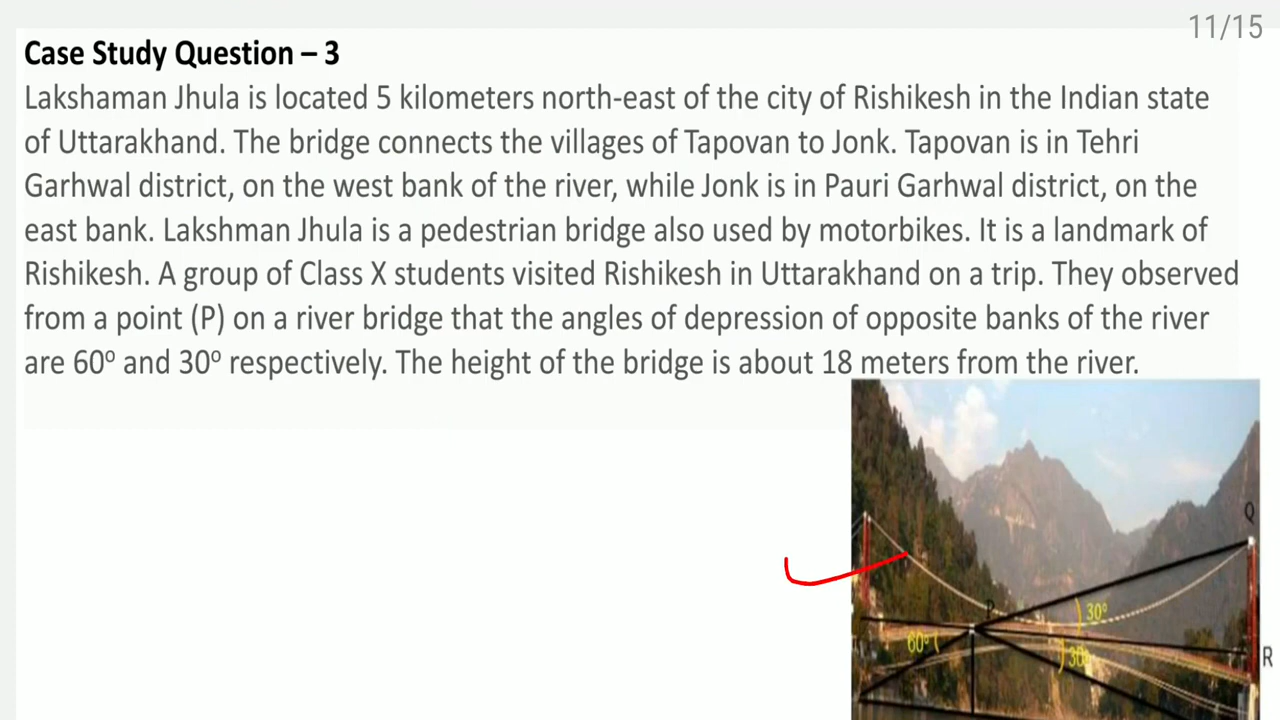 11/15
Case Study Question – 3
Lakshaman Jhula is located 5 kilometers north-east of the city of Rishikesh in the Indian state
of Uttarakhand. The bridge connects the villages of Tapovan to Jonk. Tapovan is in Tehri
Garhwal district, on the west bank of the river, while Jonk is in Pauri Garhwal district, on the
east bank. Lakshman Jhula is a pedestrian bridge also used by motorbikes. It is a landmark of
Rishikesh. A group of Class X students visited Rishikesh in Uttarakhand on a trip. They observed
from a point (P) on a river bridge that the angles of depression of opposite banks of the river
are 60º and 30º respectively. The height of the bridge is about 18 meters from the river.
Q
P
30º
60º
30º
R